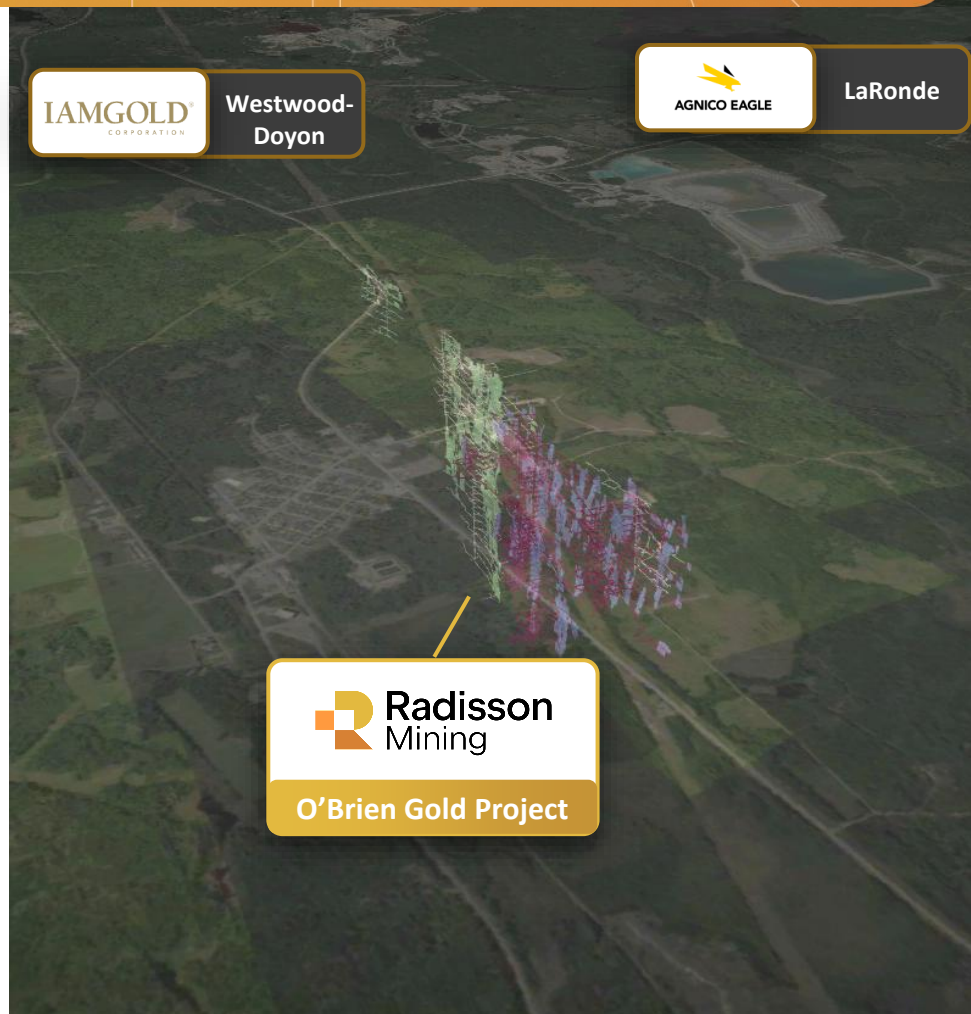 IAMGOLD®
CORPORATION
Westwood-
Doyon
AGNICO EAGLE
LaRonde
Radisson
Mining
O’Brien Gold Project